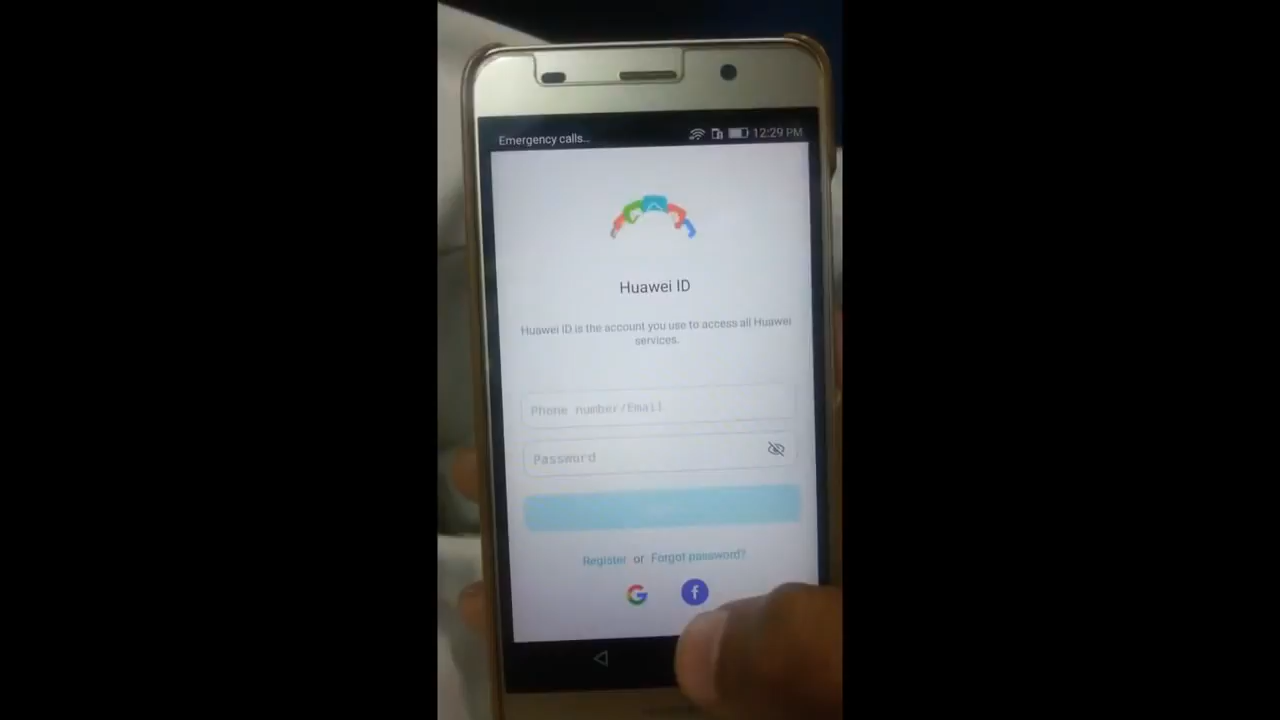 Emergency calls…
12:29 PM
Huawei ID
Huawei ID is the account you use to access all Huawei
services.
Phone number/Email
Password
Register or Forgot password?
G f